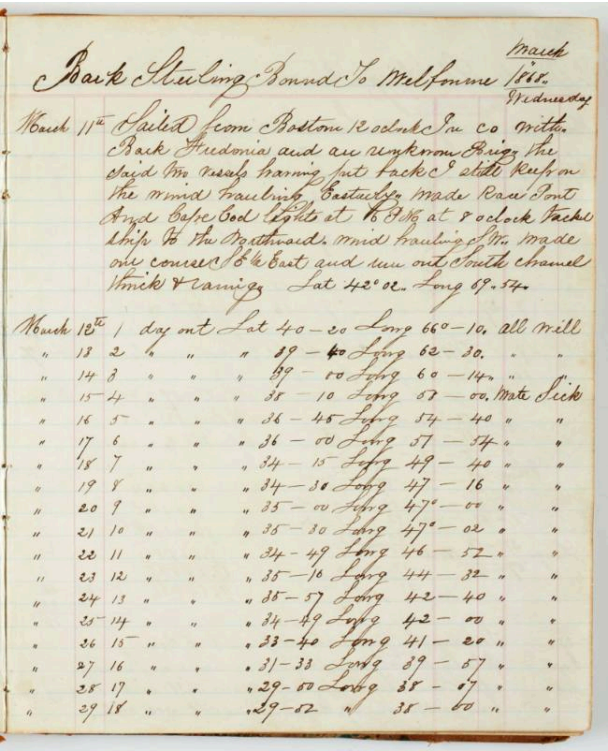 March
Bark Sterling Bound To Melbourne 1868.
Wednesday
March 11th Sailed from Boston 12 oclock In co with
Bark Fredonia and an unknown Brig, the
said two vessels having put back I still keep on
the wind hauling Easterly, made Race Point
And Cape Cod lights at 6 PM at 8 oclock tacked
ship to the Northward. wind hauling S.W. made
our course S E by East and run out South channel
thick & raining Lat 42° 02. Long 69. 54.
March 12th 1 day out Lat 40 - 20 Long 66° - 10. all well
" 13 2 " " " 39 - 40 Long 62 - 30. " "
" 14 3 " " " 39 - 00 Long 60 - 14 " "
" 15 4 " " " 38 - 10 Long 58 - 00. Mate Sick
" 16 5 " " " 36 - 45 Long 54 - 40 " "
" 17 6 " " " 36 - 00 Long 51 - 54 " "
" 18 7 " " " 34 - 15 Long 49 - 40 " "
" 19 8 " " " 34 - 30 Long 47 - 16 " "
" 20 9 " " " 35 - 00 Long 47° - 00 " "
" 21 10 " " " 35 - 30 Long 47° - 02 " "
" 22 11 " " " 34 - 49 Long 46 - 52 " "
" 23 12 " " " 35 - 16 Long 44 - 32 " "
" 24 13 " " " 35 - 57 Long 42 - 40 " "
" 25 14 " " " 34 - 49 Long 42 - 00 " "
" 26 15 " " " 33 - 40 Long 41 - 20 " "
" 27 16 " " " 31 - 33 Long 39 - 57 " "
" 28 17 " " " 29 - 50 Long 38 - 07 " "
" 29 18 " " " 29 - 02 " 38 - 00 " "